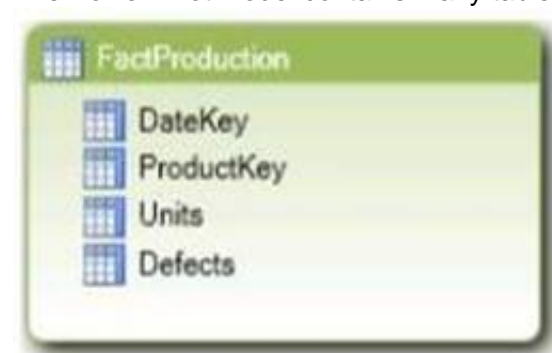 FactProduction
DateKey
ProductKey
Units
Defects